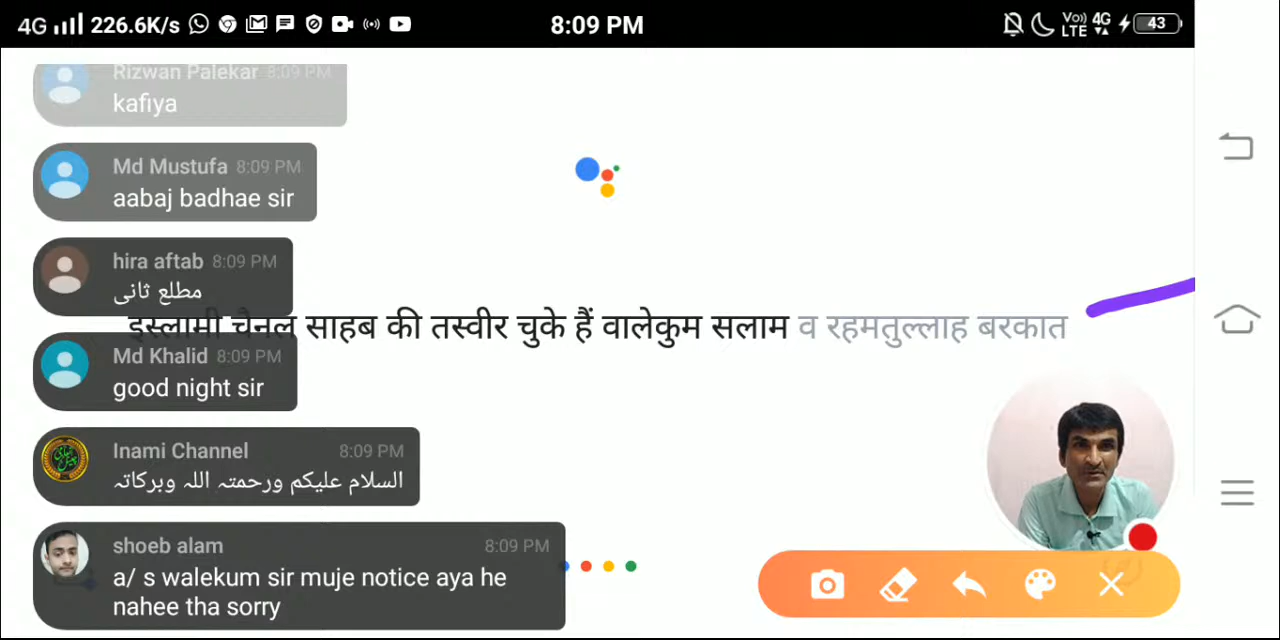 4G 226.6K/s 8:09 PM Vo)) LTE 4G 43
Rizwan Palekar 8:09 PM
kafiya
Md Mustufa 8:09 PM
aabaj badhae sir
hira aftab 8:09 PM
مطلع ثانی
इस्लामी चैनल साहब की तस्वीर चुके हैं वालेकुम सलाम व रहमतुल्लाह बरकात
Md Khalid 8:09 PM
good night sir
Inami Channel 8:09 PM
السلام علیکم ورحمتہ اللہ وبرکاتہ
shoeb alam 8:09 PM
a/ s walekum sir muje notice aya he
nahee tha sorry